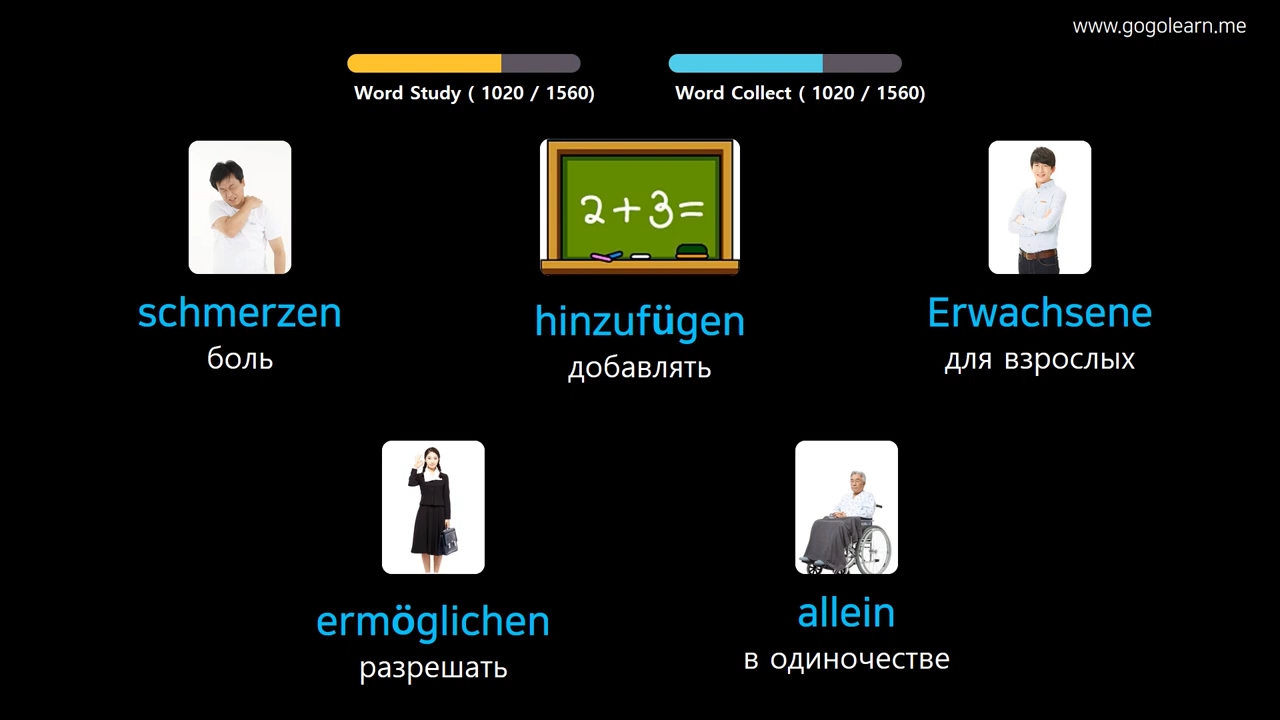 www.gogolearn.me
Word Study ( 1020 / 1560)
Word Collect ( 1020 / 1560)
2+3=
schmerzen
боль
hinzufügen
добавлять
Erwachsene
для взрослых
ermöglichen
разрешать
allein
в одиночестве